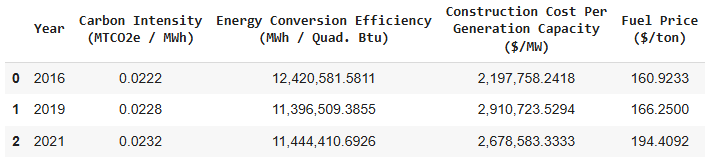 Year Carbon Intensity (MTCO2e / MWh) Energy Conversion Efficiency (MWh / Quad. Btu) Construction Cost Per Generation Capacity ($/MW) Fuel Price ($/ton)
0 2016 0.0222 12,420,581.5811 2,197,758.2418 160.9233
1 2019 0.0228 11,396,509.3855 2,910,723.5294 166.2500
2 2021 0.0232 11,444,410.6926 2,678,583.3333 194.4092